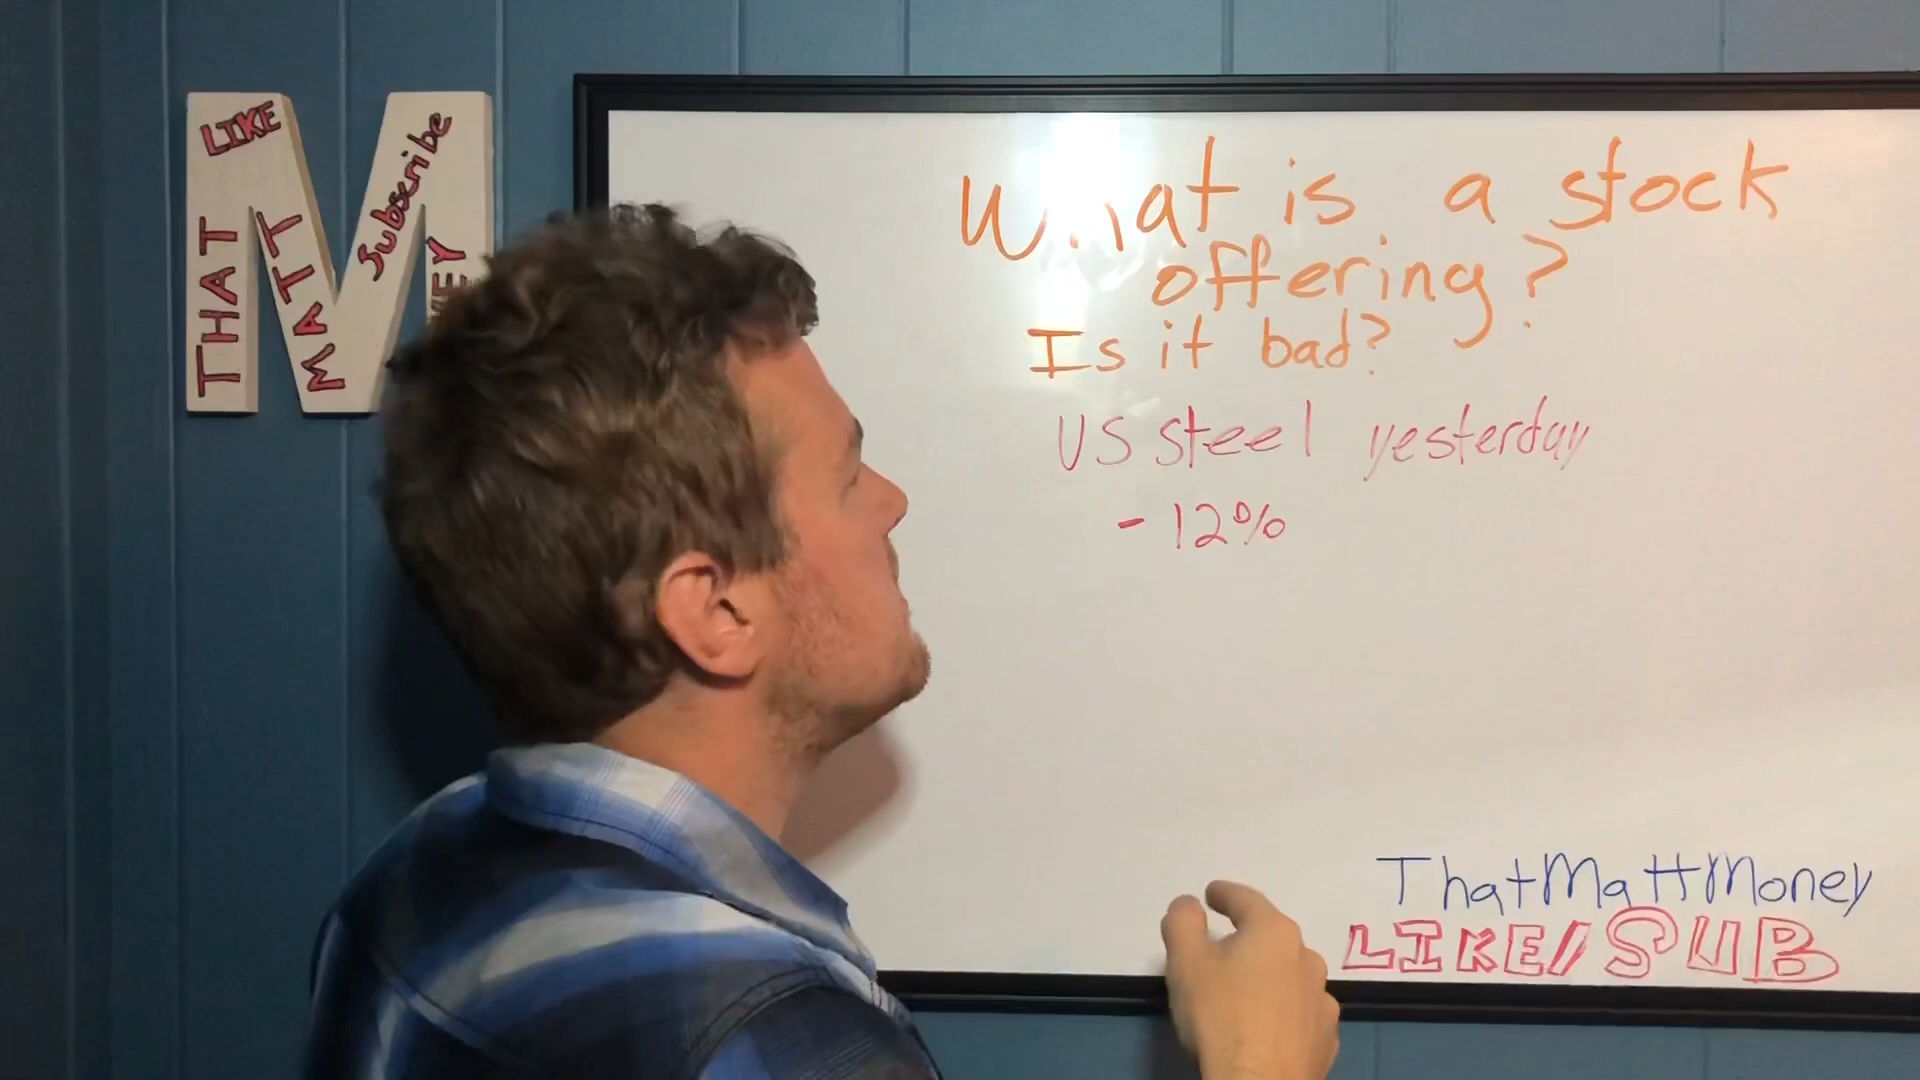 LIKE
THAT
MATT
Subscribe
What is a stock
offering?
Is it bad?
US steel yesterday
- 12%
ThatMattMoney
LIKE/SUB